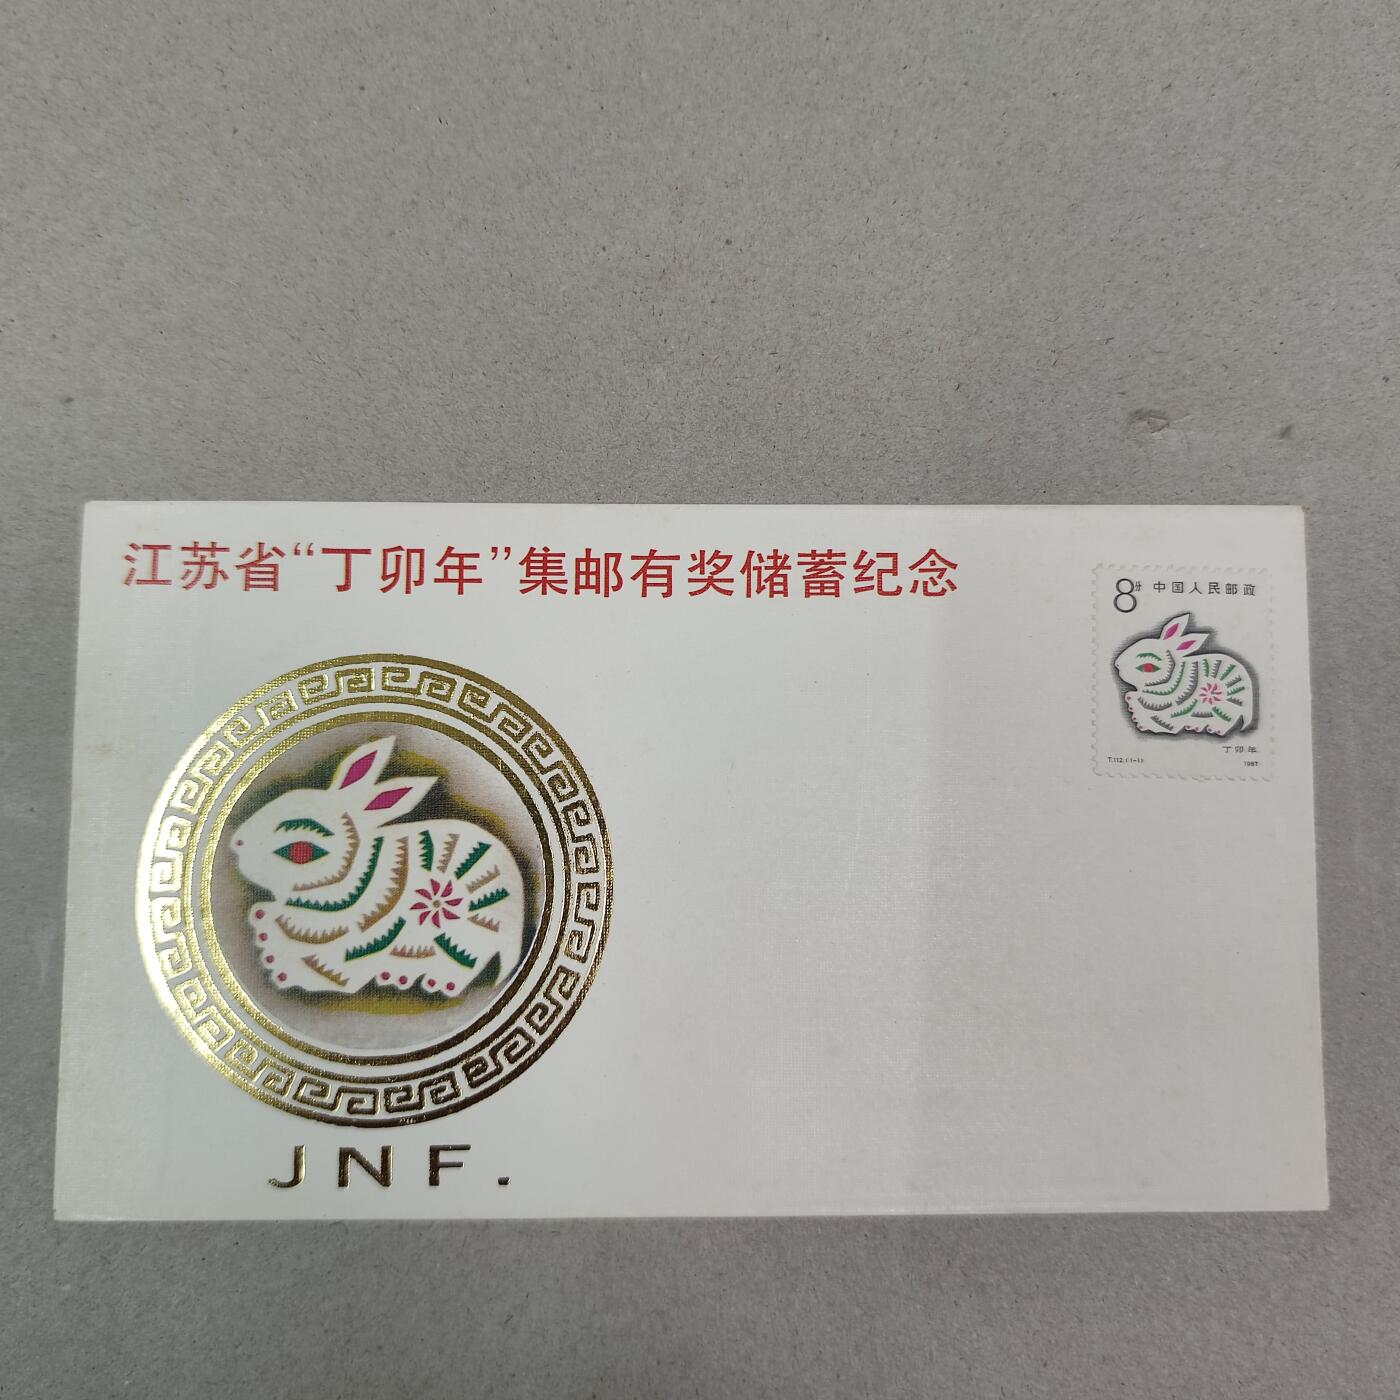 江苏省“丁卯年”集邮有奖储蓄纪念
8分 中国人民邮政
丁卯年
T.112.(1-1) 1987
JNF.